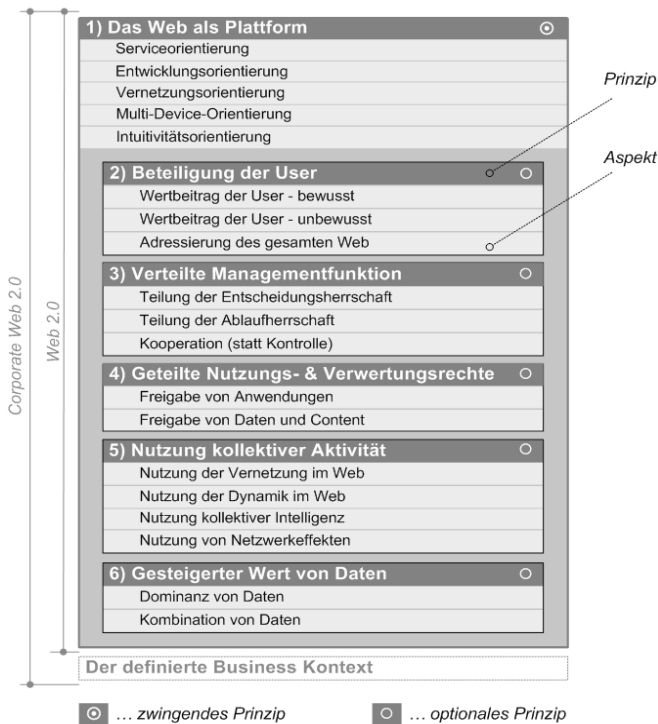 1) Das Web als Plattform
Serviceorientierung
Entwicklungsorientierung
Vernetzungsorientierung
Multi-Device-Orientierung
Intuitivitätsorientierung
Prinzip
2) Beteiligung der User
Wertbeitrag der User - bewusst
Wertbeitrag der User - unbewusst
Adressierung des gesamten Web
Aspekt
3) Verteilte Managementfunktion
Teilung der Entscheidungsherrschaft
Teilung der Ablaufherrschaft
Kooperation (statt Kontrolle)
4) Geteilte Nutzungs- & Verwertungsrechte
Freigabe von Anwendungen
Freigabe von Daten und Content
5) Nutzung kollektiver Aktivität
Nutzung der Vernetzung im Web
Nutzung der Dynamik im Web
Nutzung kollektiver Intelligenz
Nutzung von Netzwerkeffekten
6) Gesteigerter Wert von Daten
Dominanz von Daten
Kombination von Daten
Corporate Web 2.0
Web 2.0
Der definierte Business Kontext
... zwingendes Prinzip
... optionales Prinzip